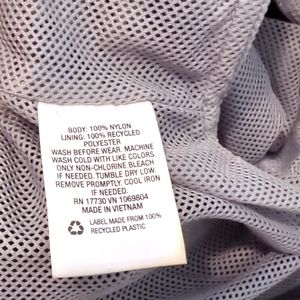 BODY: 100% NYLON
LINING: 100% RECYCLED
POLYESTER
WASH BEFORE WEAR. MACHINE
WASH COLD WITH LIKE COLORS.
ONLY NON-CHLORINE BLEACH
IF NEEDED. TUMBLE DRY LOW
REMOVE PROMPTLY. COOL IRON
IF NEEDED.
RN 17730 VN 1069804
MADE IN VIETNAM
LABEL MADE FROM 100%
RECYCLED PLASTIC